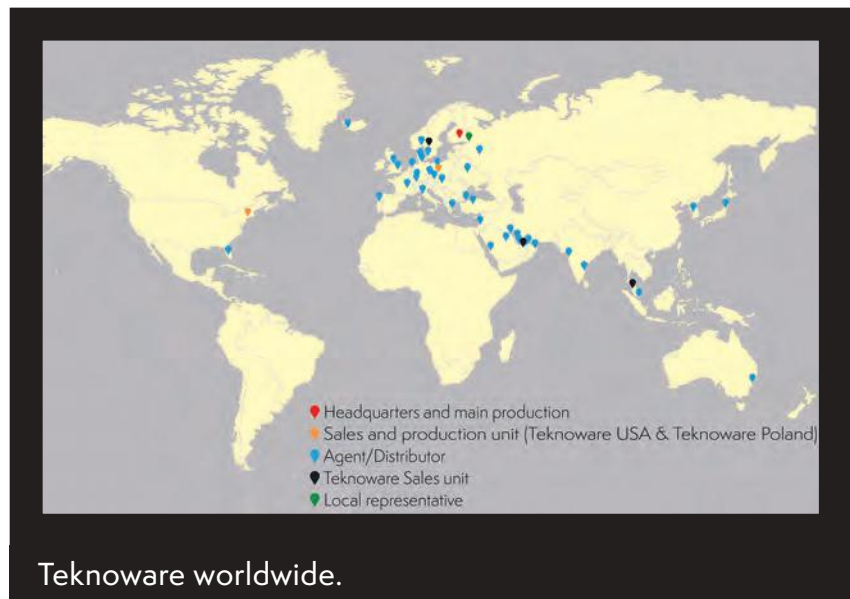 Headquarters and main production
Sales and production unit (Teknoware USA & Teknoware Poland)
Agent/Distributor
Teknoware Sales unit
Local representative
Teknoware worldwide.